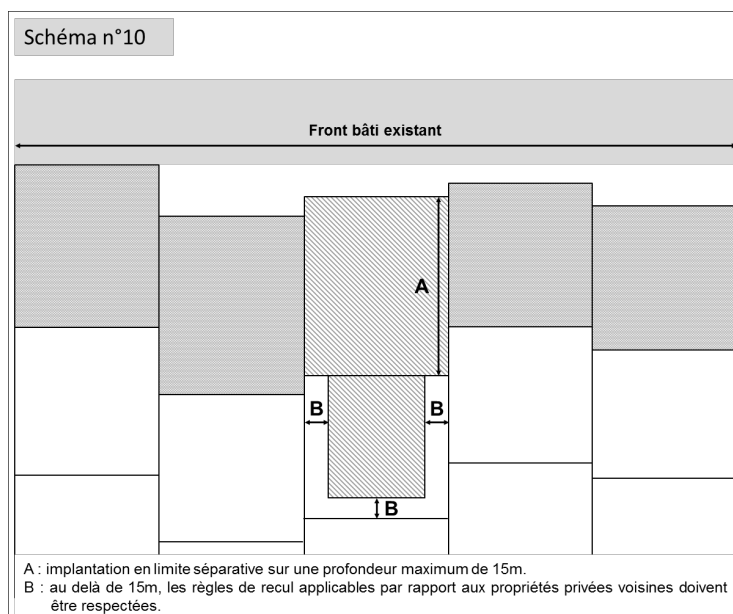 Schéma n°10
Front bâti existant
A
B B
B
A : implantation en limite séparative sur une profondeur maximum de 15m.
B : au delà de 15m, les règles de recul applicables par rapport aux propriétés privées voisines doivent
être respectées.